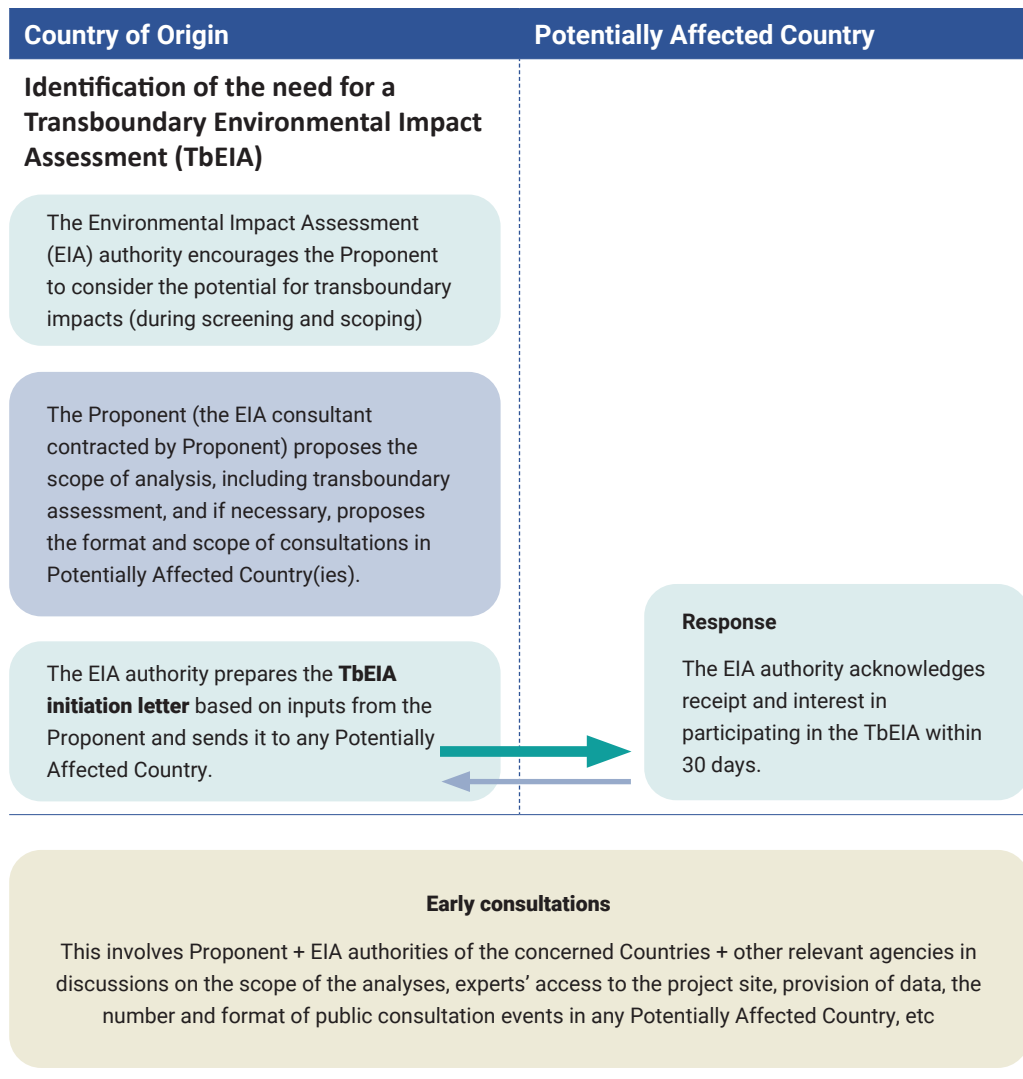 Country of Origin
Potentially Affected Country
Identification of the need for a
Transboundary Environmental Impact
Assessment (TbEIA)
The Environmental Impact Assessment
(EIA) authority encourages the Proponent
to consider the potential for transboundary
impacts (during screening and scoping)
The Proponent (the EIA consultant
contracted by Proponent) proposes the
scope of analysis, including transboundary
assessment, and if necessary, proposes
the format and scope of consultations in
Potentially Affected Country(ies).
The EIA authority prepares the TbEIA
initiation letter based on inputs from the
Proponent and sends it to any Potentially
Affected Country.
Response
The EIA authority acknowledges
receipt and interest in
participating in the TbEIA within
30 days.
Early consultations
This involves Proponent + EIA authorities of the concerned Countries + other relevant agencies in
discussions on the scope of the analyses, experts’ access to the project site, provision of data, the
number and format of public consultation events in any Potentially Affected Country, etc